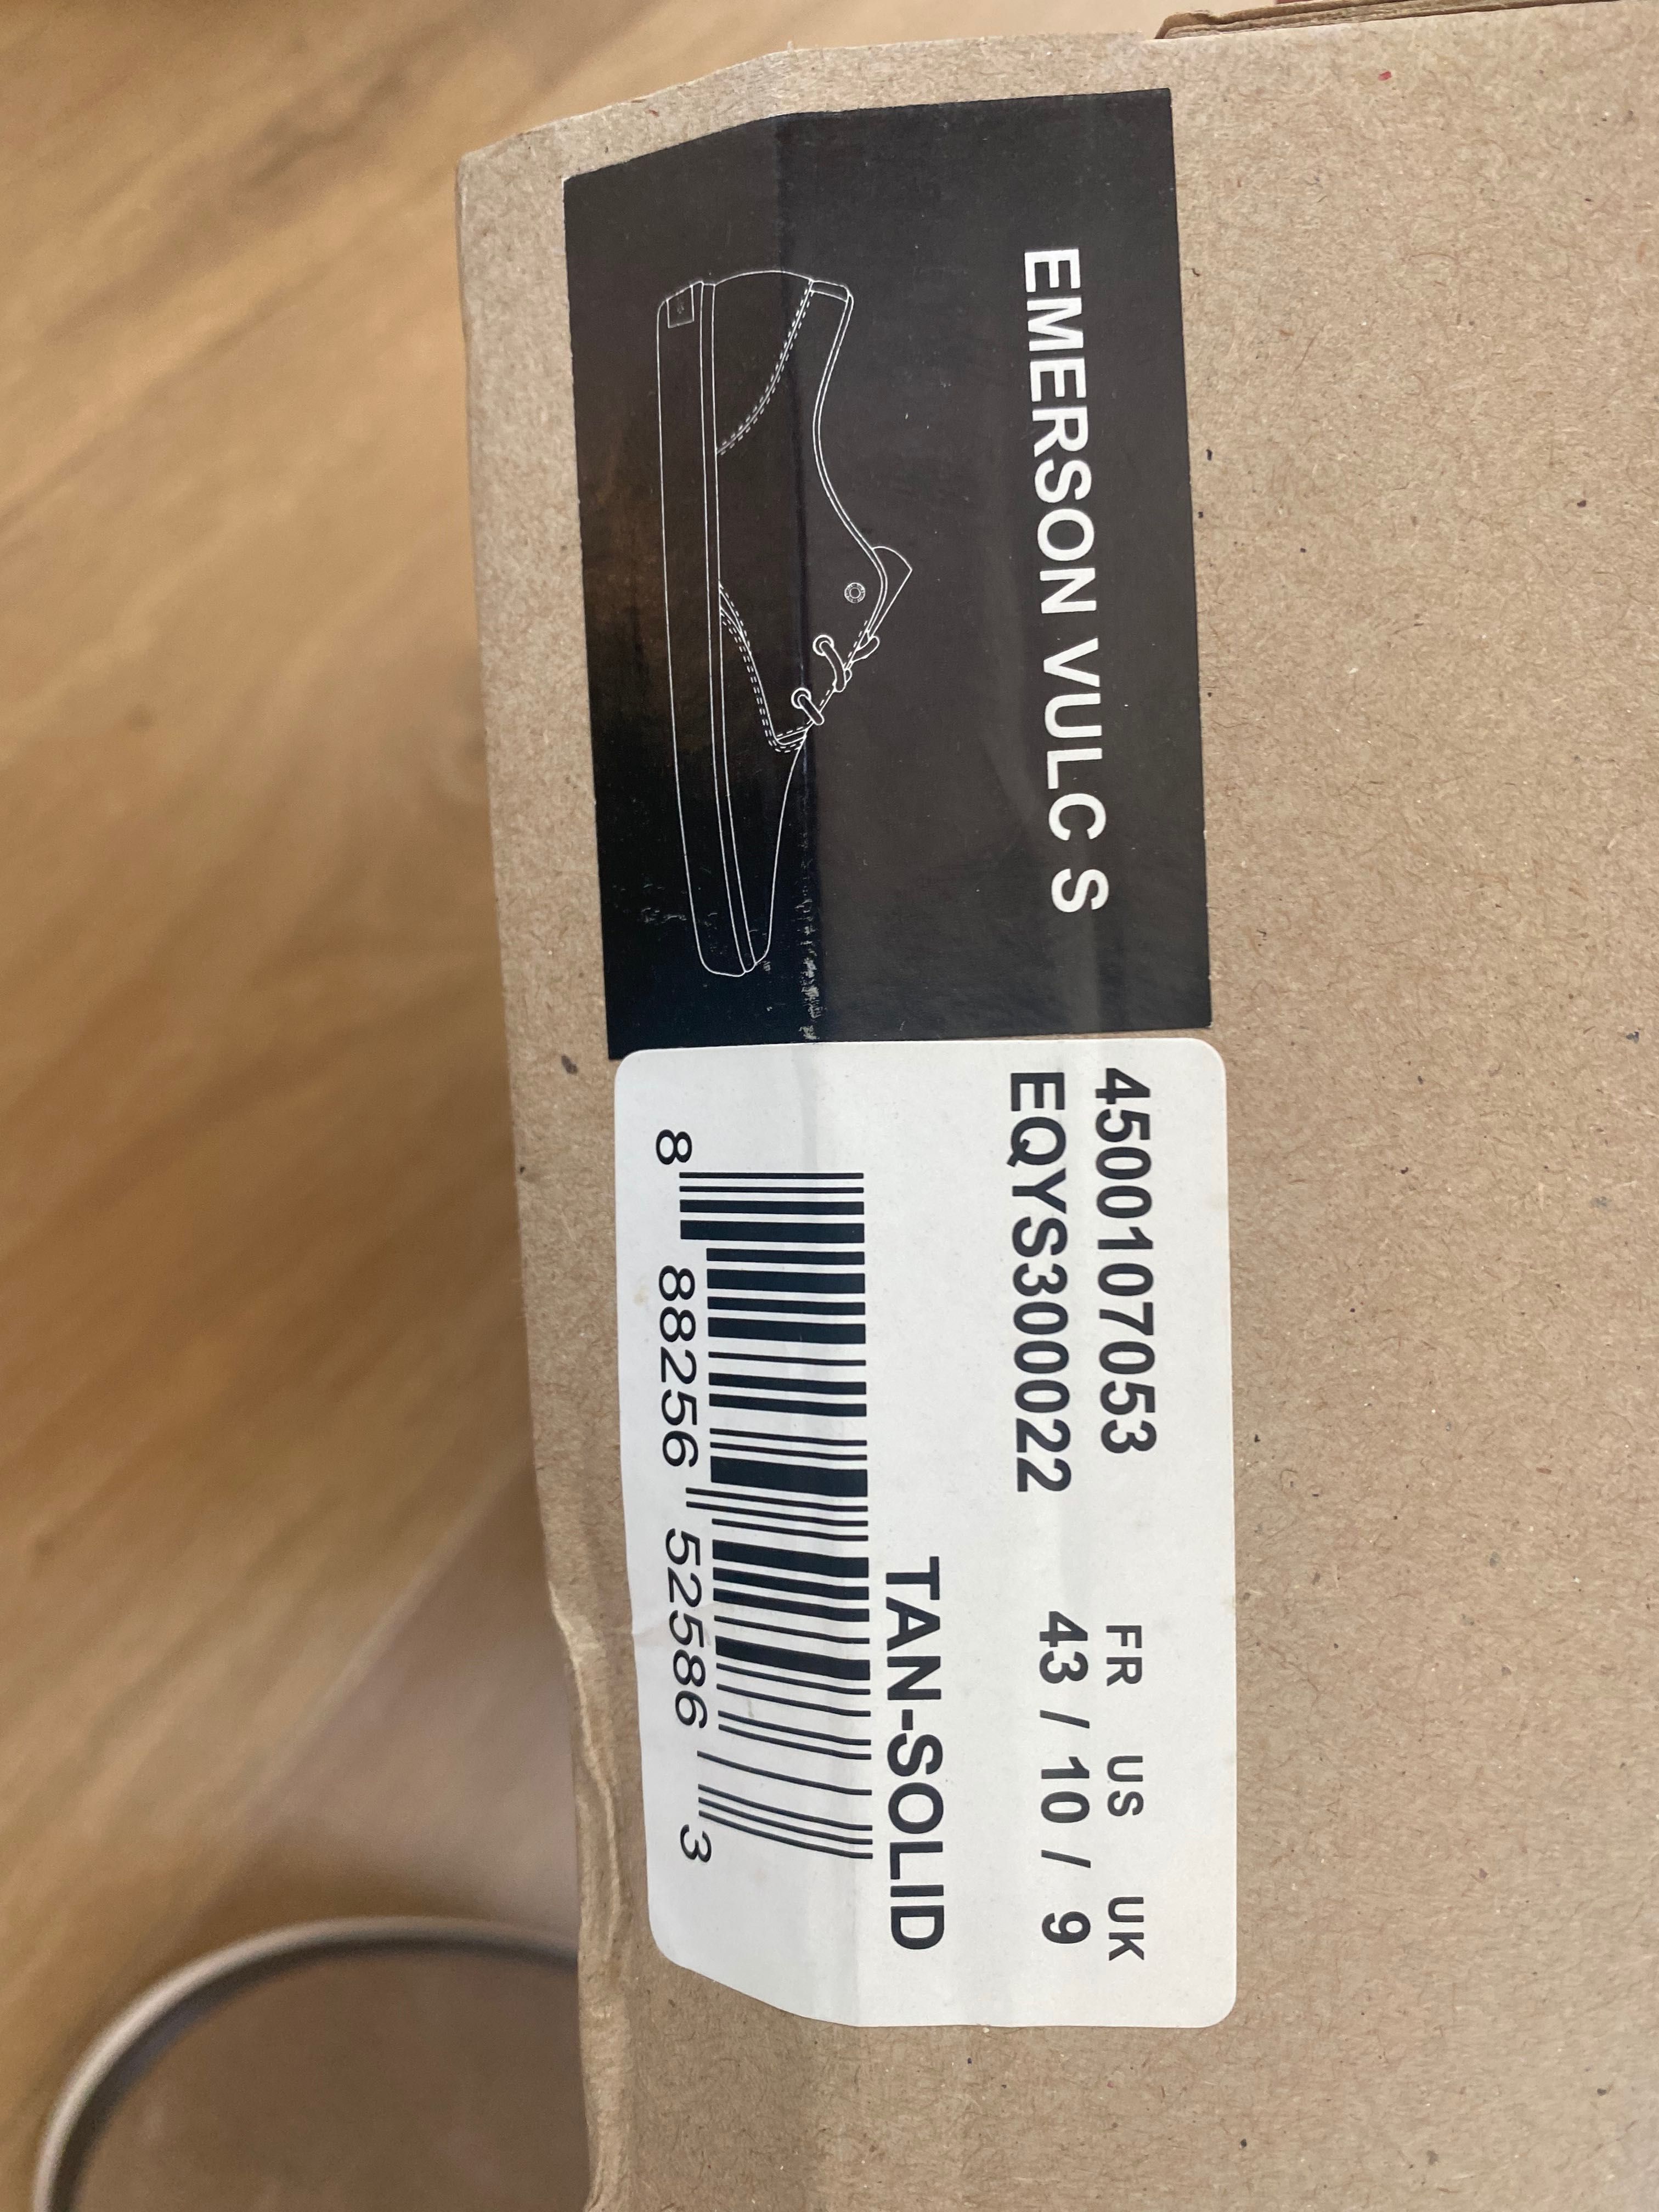 EMERSON VULC S
4500107053
EQYS300022
FR US UK
43 / 10 / 9
TAN-SOLID
8 88256 52586 3